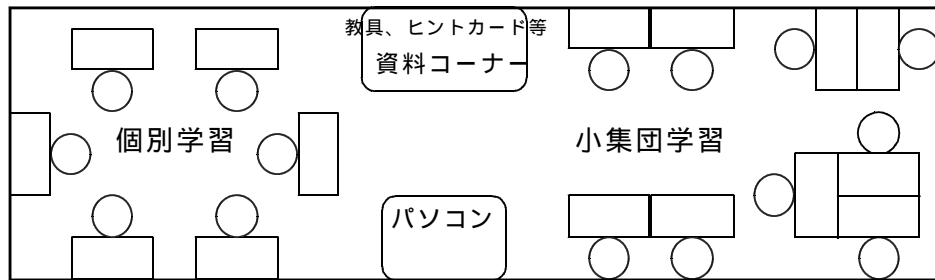 教具、ヒントカード等
資料コーナー
個別学習
小集団学習
パソコン